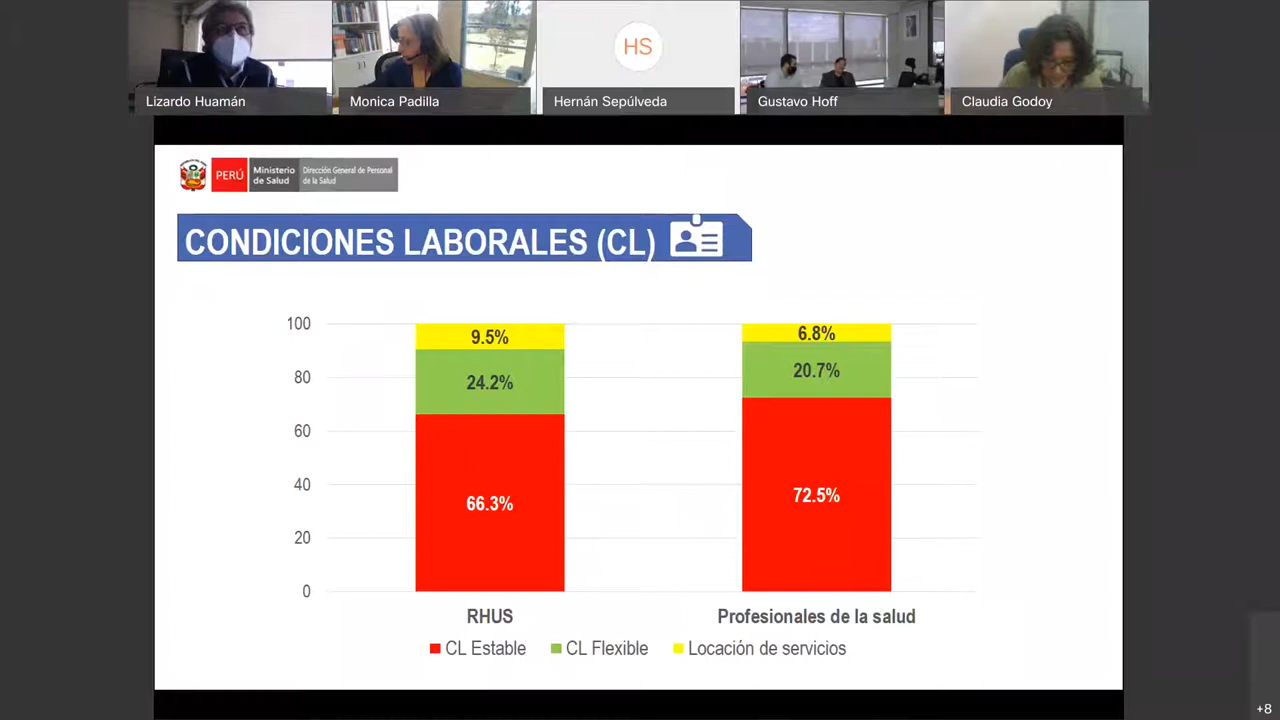 HS
Lizardo Huamán
Monica Padilla
Hernán Sepúlveda
Gustavo Hoff
Claudia Godoy
PERÚ
Ministerio
de Salud
Dirección General de Personal
de la Salud
CONDICIONES LABORALES (CL)
100
80
60
40
20
0
9.5%
24.2%
66.3%
6.8%
20.7%
72.5%
RHUS
Profesionales de la salud
CL Estable
CL Flexible
Locación de servicios
+8